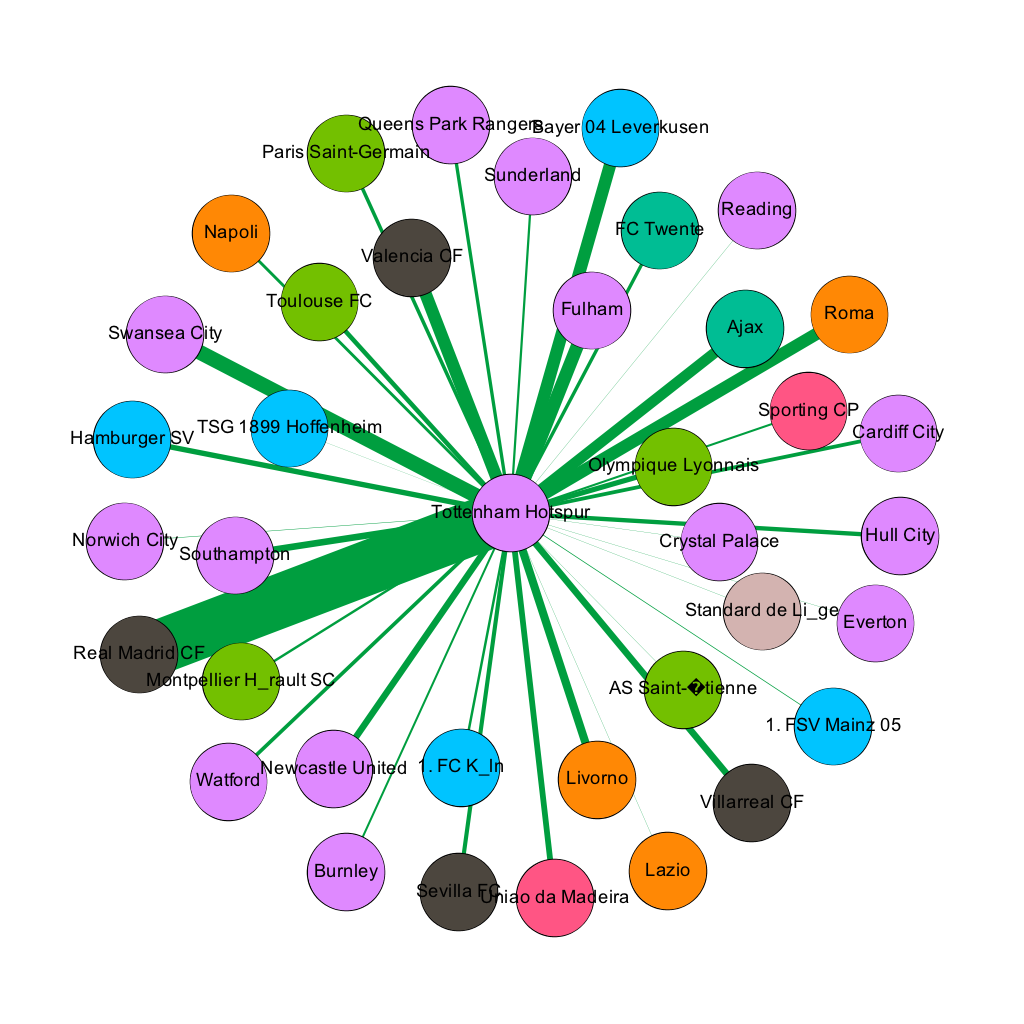 Queens Park Rangers
Bayer 04 Leverkusen
Paris Saint-Germain
Sunderland
Reading
FC Twente
Napoli
Valencia CF
Toulouse FC
Fulham
Roma
Ajax
Swansea City
Sporting CP
TSG 1899 Hoffenheim
Cardiff City
Hamburger SV
Olympique Lyonnais
Tottenham Hotspur
Hull City
Norwich City
Crystal Palace
Southampton
Standard de Li_ge
Everton
Real Madrid CF
Montpellier H_rault SC
AS Saint-�tienne
1. FSV Mainz 05
Newcastle United
1. FC K_ln
Watford
Livorno
Villarreal CF
Burnley
Lazio
Sevilla FC
Uniao da Madeira